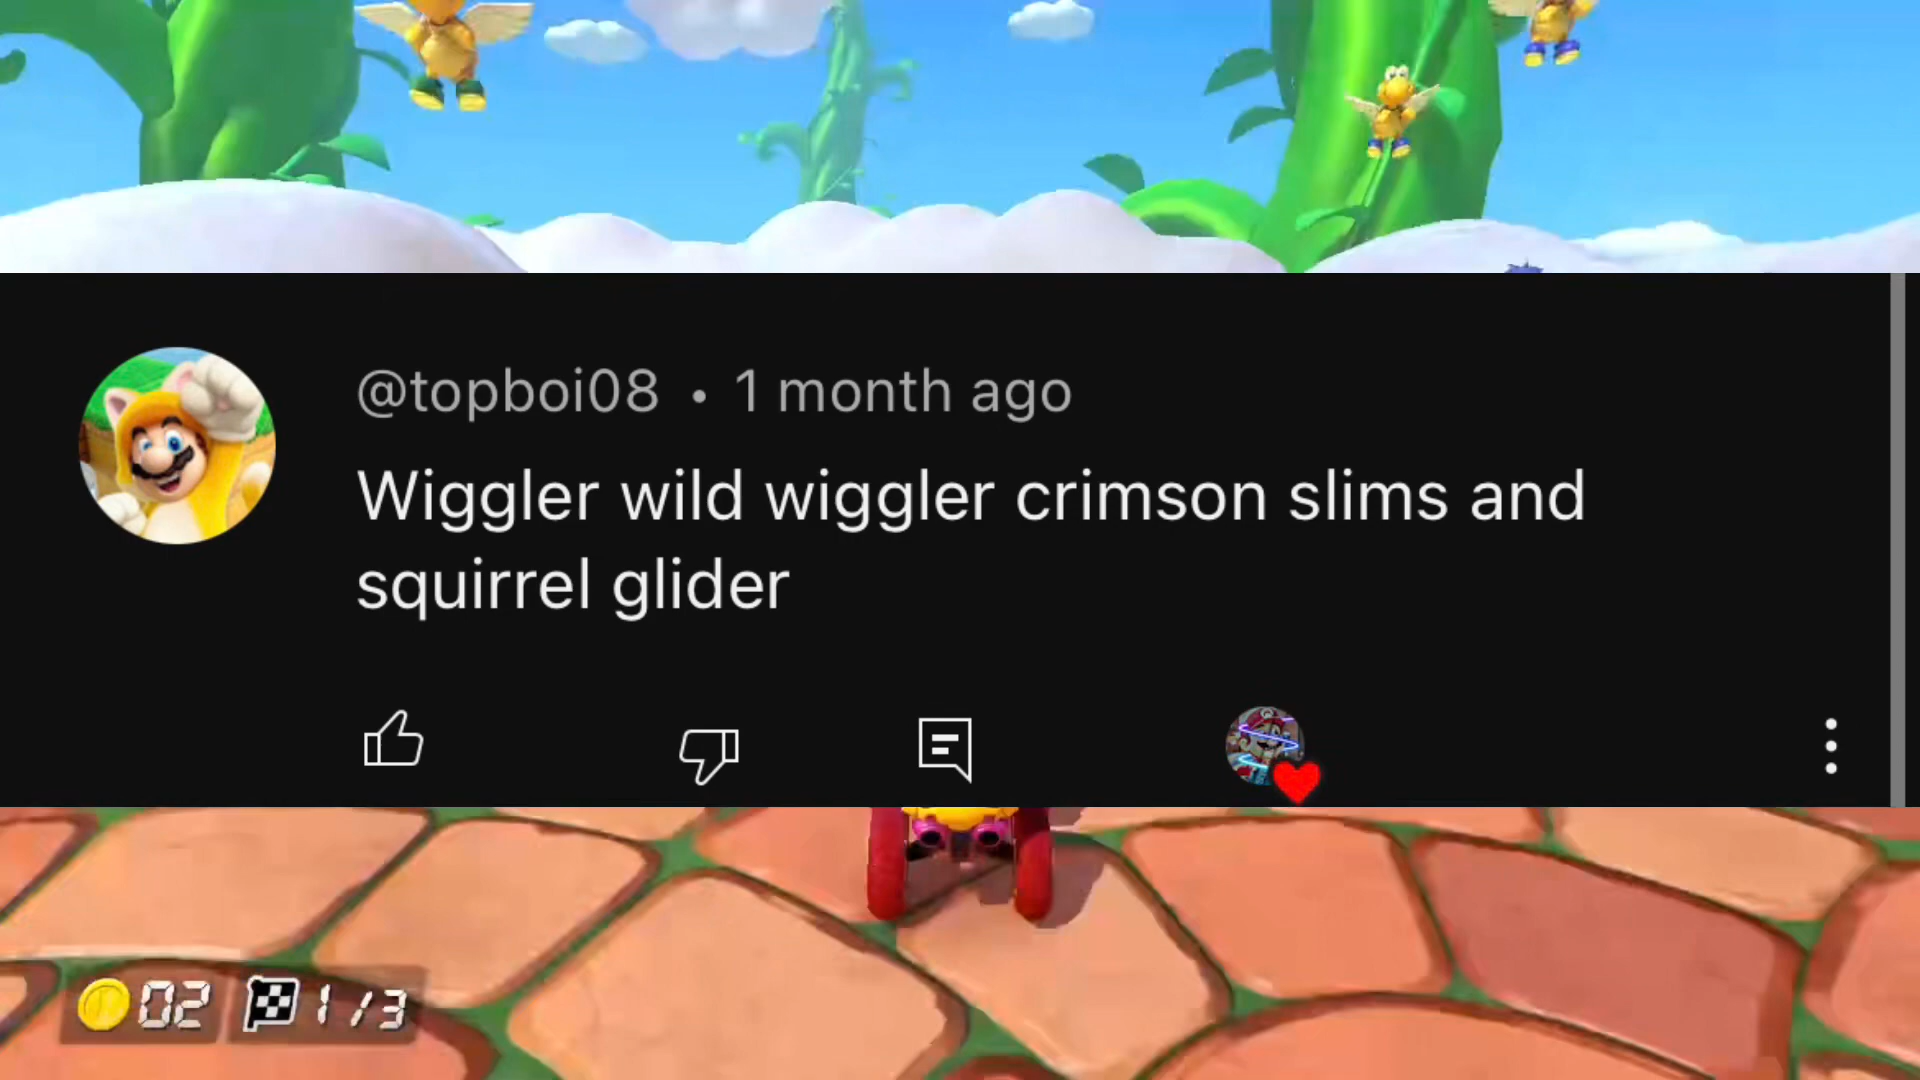 @topboi08 • 1 month ago
Wiggler wild wiggler crimson slims and
squirrel glider
02 1/3